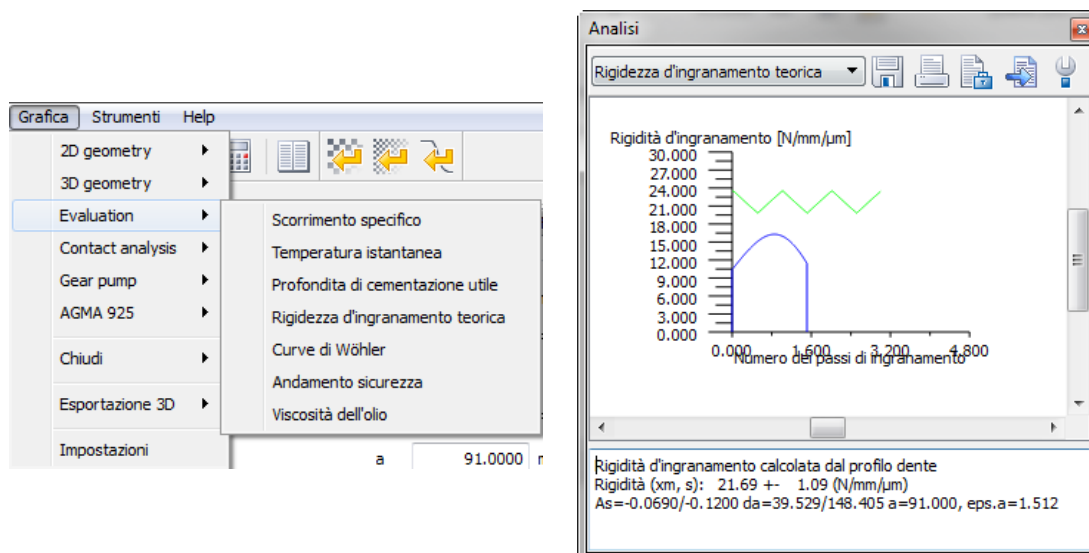 Grafica Strumenti Help
2D geometry
3D geometry
Evaluation
Contact analysis
Gear pump
AGMA 925
Chiudi
Esportazione 3D
Impostazioni
Scorrimento specifico
Temperatura istantanea
Profondita di cementazione utile
Rigidezza d'ingranamento teorica
Curve di Wöhler
Andamento sicurezza
Viscosità dell'olio
a 91.0000
Analisi
Rigidezza d'ingranamento teorica
Rigidità d'ingranamento [N/mm/µm]
30.000
27.000
24.000
21.000
18.000
15.000
12.000
9.000
6.000
3.000
0.000
0.000 1.600 3.200 4.800
Numero dei passi di ingranamento
Rigidità d'ingranamento calcolata dal profilo dente
Rigidità (xm, s): 21.69 +- 1.09 (N/mm/µm)
As=-0.0690/-0.1200 da=39.529/148.405 a=91.000, eps.a=1.512